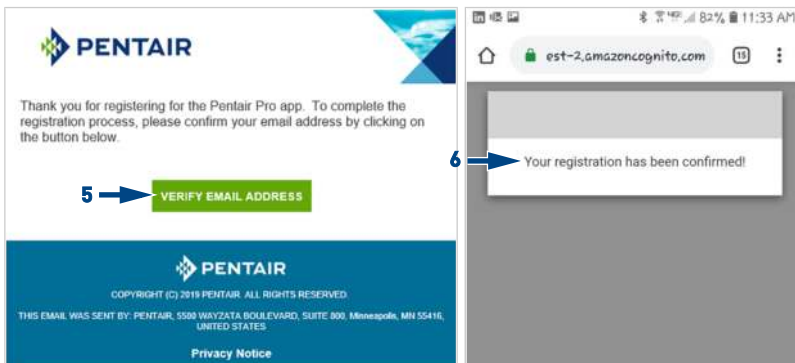 PENTAIR
Thank you for registering for the Pentair Pro app. To complete the
registration process, please confirm your email address by clicking on
the button below.
5
VERIFY EMAIL ADDRESS
PENTAIR
COPYRIGHT (C) 2019 PENTAIR. ALL RIGHTS RESERVED.
THIS EMAIL WAS SENT BY: PENTAIR, 5500 WAYZATA BOULEVARD, SUITE 800, Minneapolis, MN 55416,
UNITED STATES
Privacy Notice
82% 11:33 AM
est-2.amazoncognito.com 15
6
Your registration has been confirmed!